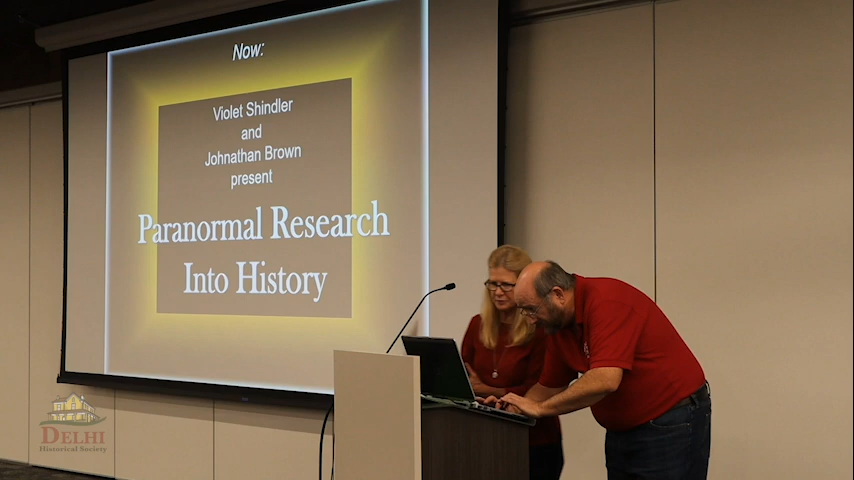 Now:
Violet Shindler
and
Johnathan Brown
present
Paranormal Research
Into History
DELHI
Historical Society